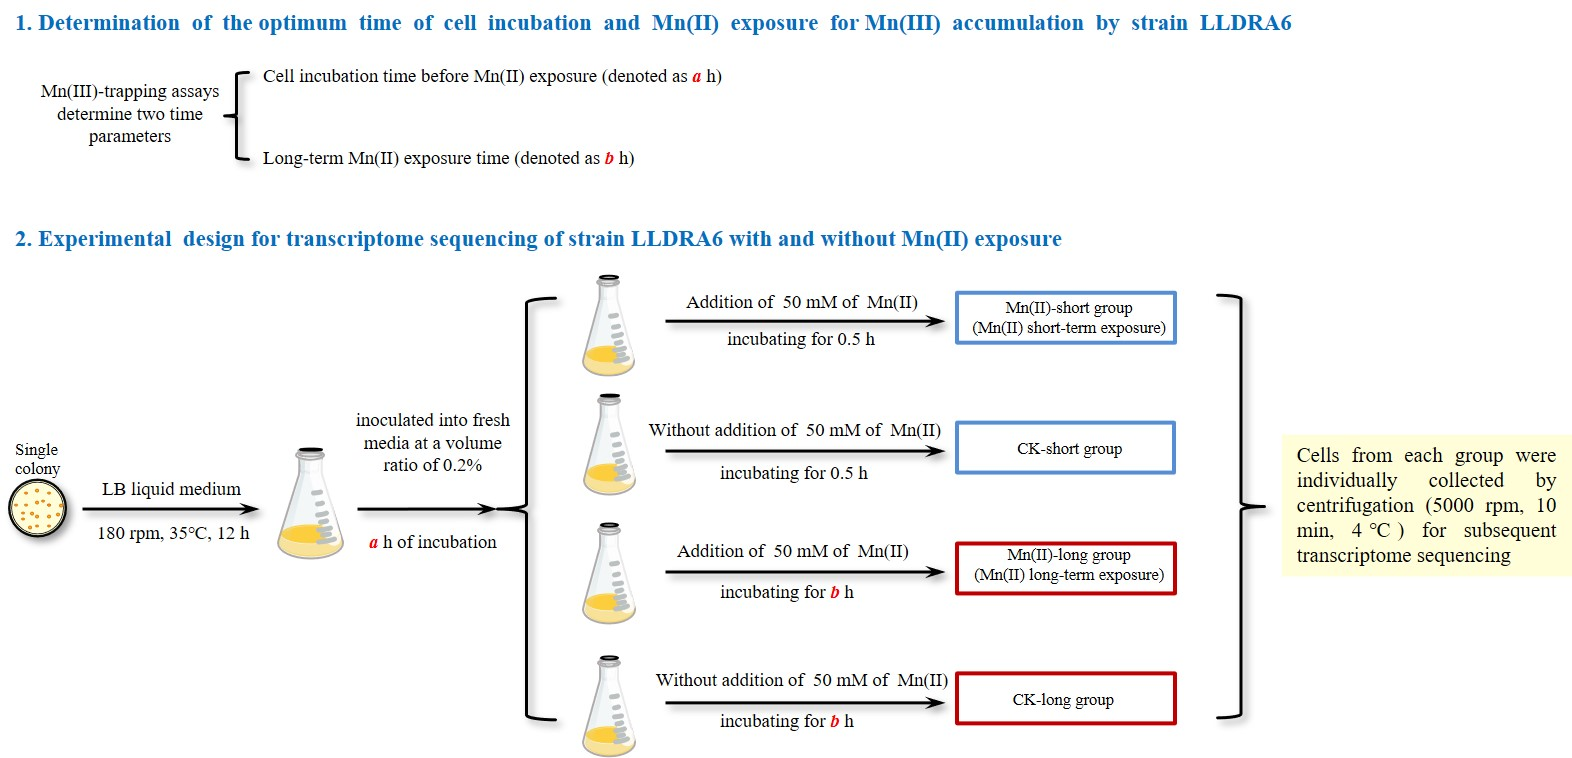 1. Determination of the optimum time of cell incubation and Mn(II) exposure for Mn(III) accumulation by strain LLDRA6
Mn(III)-trapping assays
determine two time
parameters
Cell incubation time before Mn(II) exposure (denoted as a h)
Long-term Mn(II) exposure time (denoted as b h)
2. Experimental design for transcriptome sequencing of strain LLDRA6 with and without Mn(II) exposure
Single
colony
LB liquid medium
180 rpm, 35°C, 12 h
inoculated into fresh
media at a volume
ratio of 0.2%
a h of incubation
Addition of 50 mM of Mn(II)
incubating for 0.5 h
Mn(II)-short group
(Mn(II) short-term exposure)
Without addition of 50 mM of Mn(II)
incubating for 0.5 h
CK-short group
Addition of 50 mM of Mn(II)
incubating for b h
Mn(II)-long group
(Mn(II) long-term exposure)
Without addition of 50 mM of Mn(II)
incubating for b h
CK-long group
Cells from each group were
individually collected by
centrifugation (5000 rpm, 10
min, 4 °C ) for subsequent
transcriptome sequencing